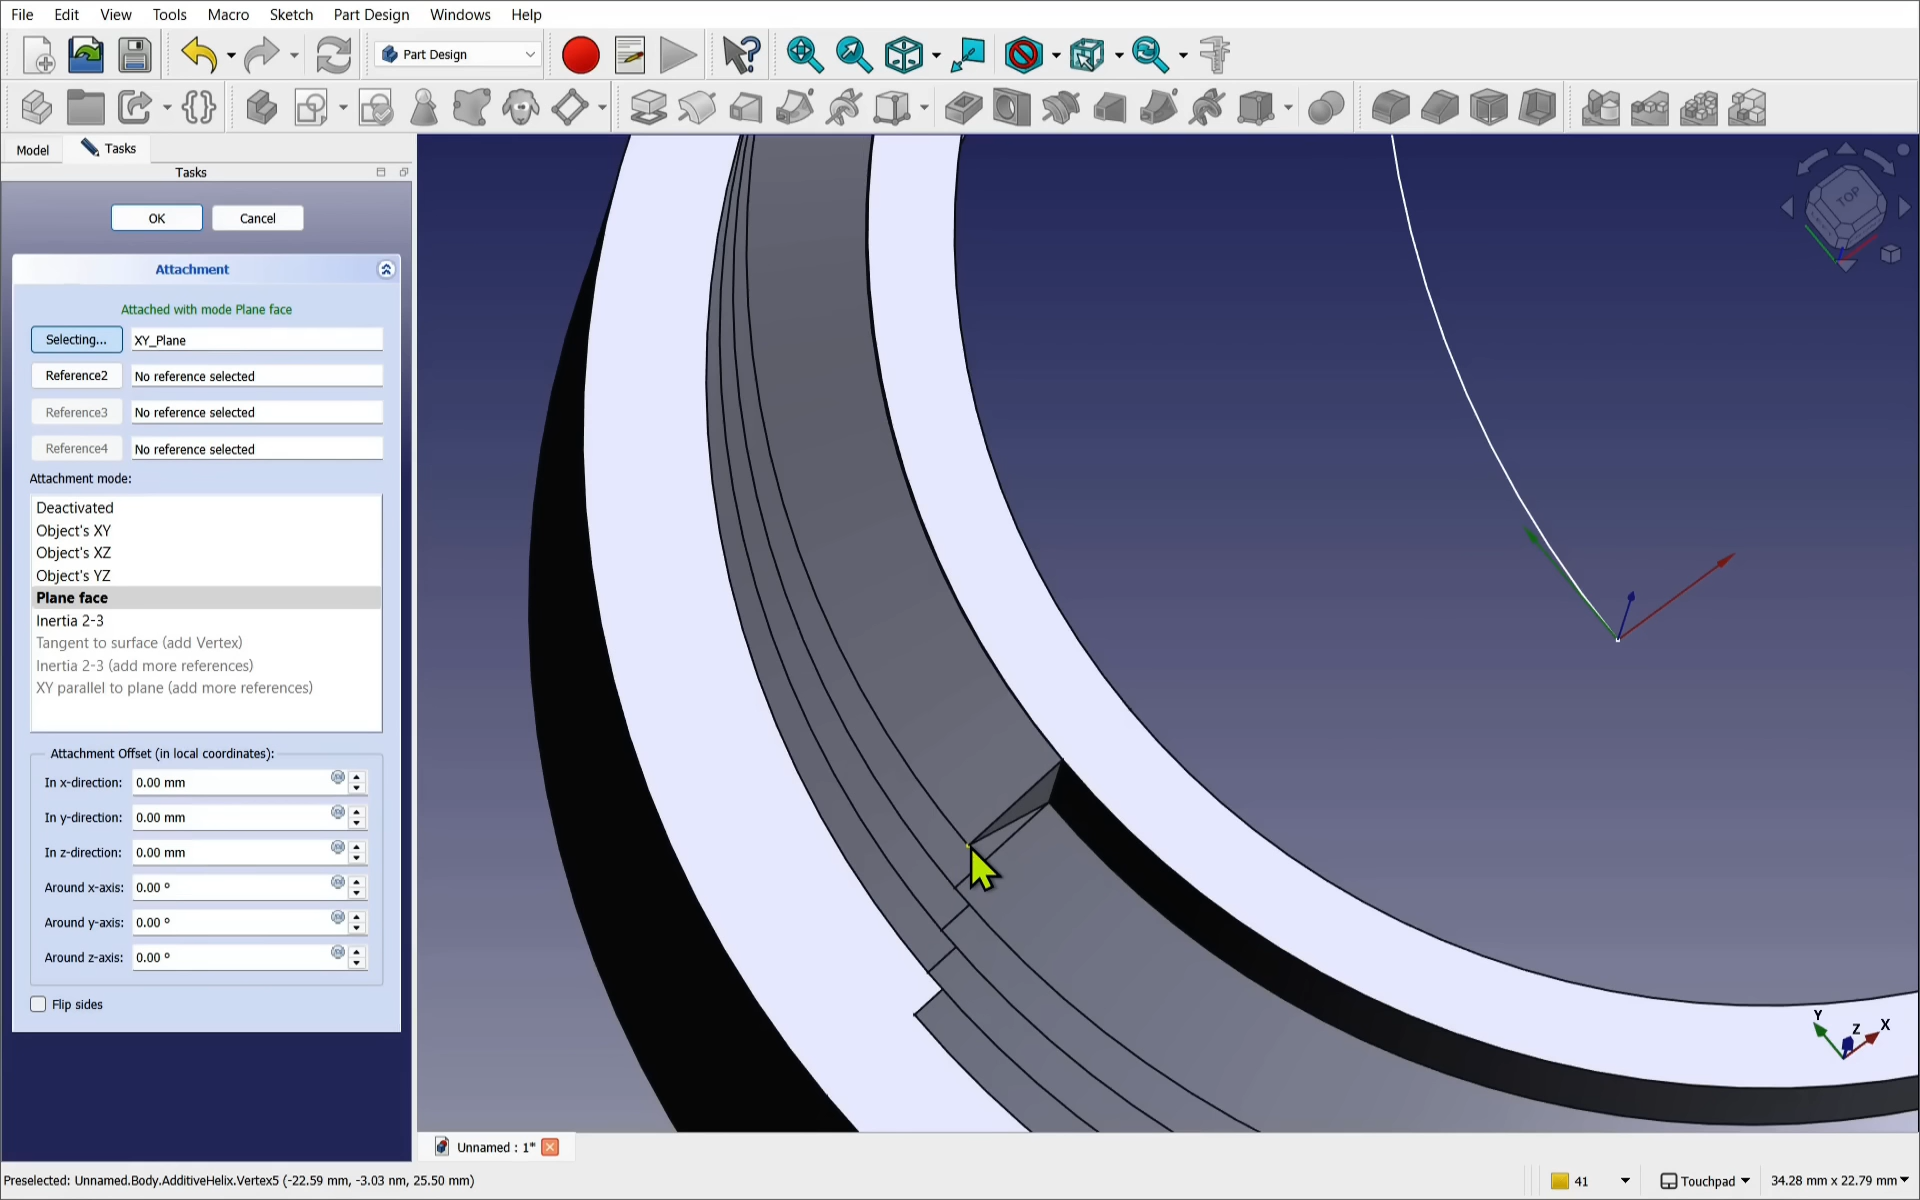 File Edit View Tools Macro Sketch Part Design Windows Help
Part Design
Model Tasks
Tasks
OK Cancel
Attachment
Attached with mode Plane face
Selecting... XY_Plane
Reference2 No reference selected
Reference3 No reference selected
Reference4 No reference selected
Attachment mode:
Deactivated
Object's XY
Object's XZ
Object's YZ
Plane face
Inertia 2-3
Tangent to surface (add Vertex)
Inertia 2-3 (add more references)
XY parallel to plane (add more references)
Attachment Offset (in local coordinates):
In x-direction: 0.00 mm
In y-direction: 0.00 mm
In z-direction: 0.00 mm
Around x-axis: 0.00 °
Around y-axis: 0.00 °
Around z-axis: 0.00 °
Flip sides
TOP
Y Z X
Unnamed : 1*
Preselected: Unnamed.Body.AdditiveHelix.Vertex5 (-22.59 mm, -3.03 nm, 25.50 mm)
41 Touchpad 34.28 mm x 22.79 mm